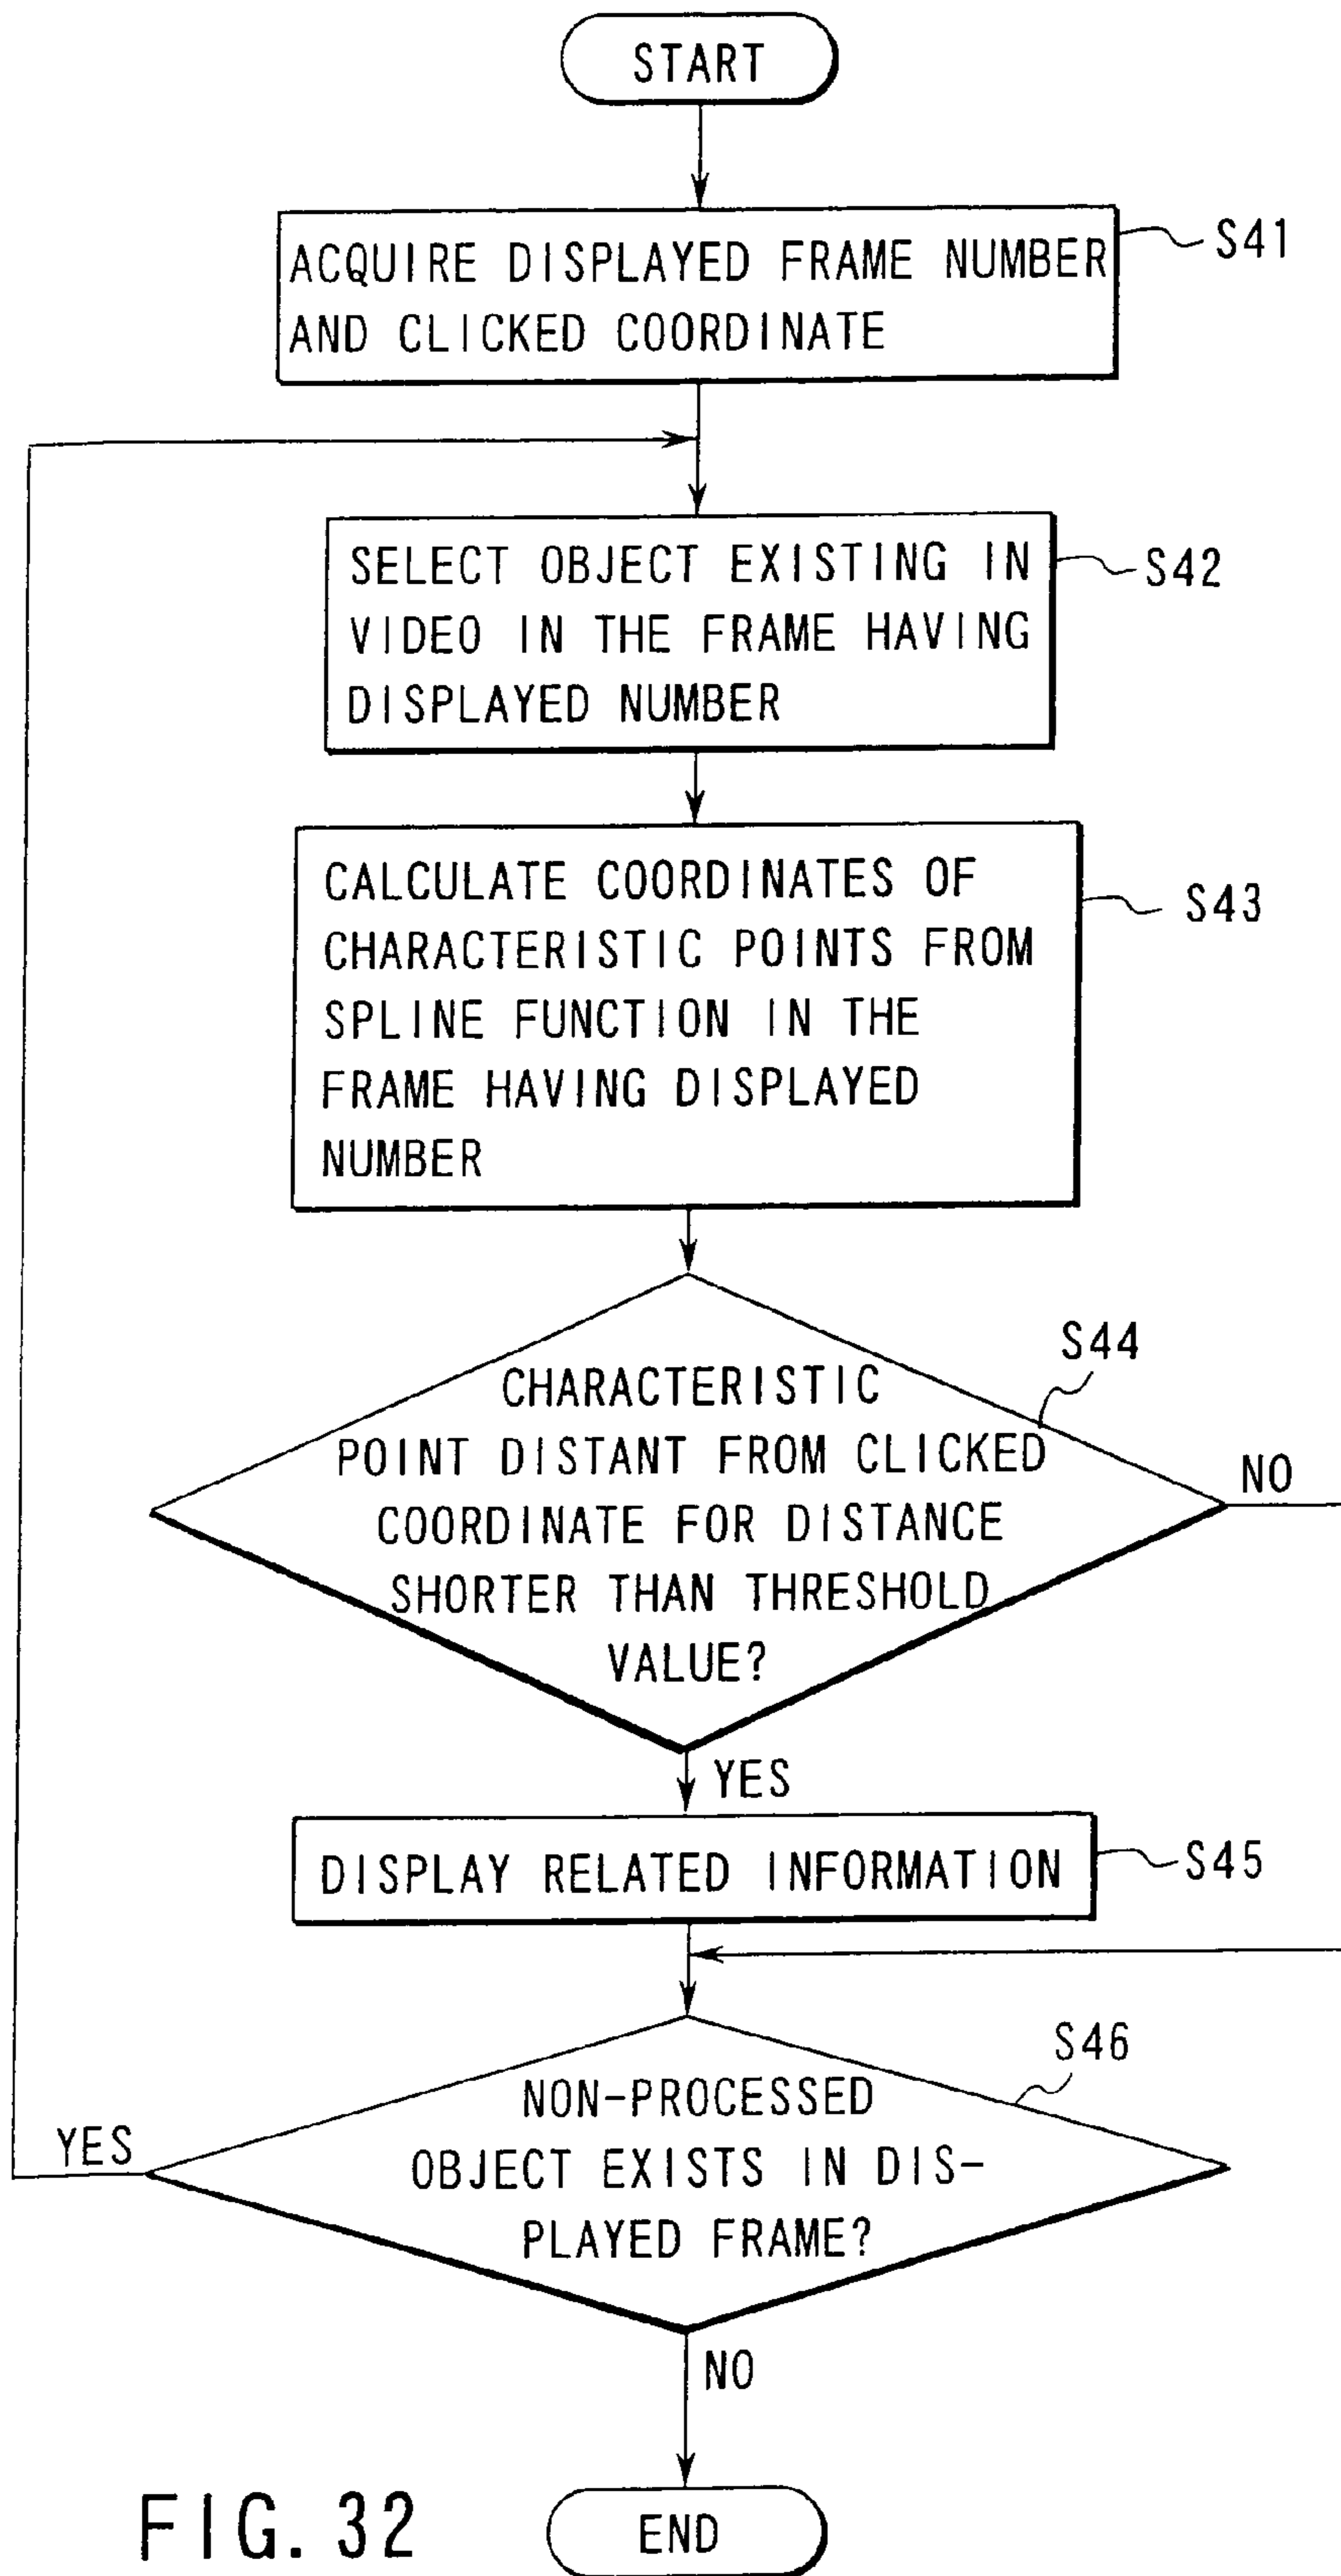 START
ACQUIRE DISPLAYED FRAME NUMBER
AND CLICKED COORDINATE
S41
SELECT OBJECT EXISTING IN
VIDEO IN THE FRAME HAVING
DISPLAYED NUMBER
S42
CALCULATE COORDINATES OF
CHARACTERISTIC POINTS FROM
SPLINE FUNCTION IN THE
FRAME HAVING DISPLAYED
NUMBER
S43
CHARACTERISTIC
POINT DISTANT FROM CLICKED
COORDINATE FOR DISTANCE
SHORTER THAN THRESHOLD
VALUE?
S44
NO
YES
DISPLAY RELATED INFORMATION
S45
NON-PROCESSED
OBJECT EXISTS IN DIS-
PLAYED FRAME?
S46
YES
NO
END
FIG. 32